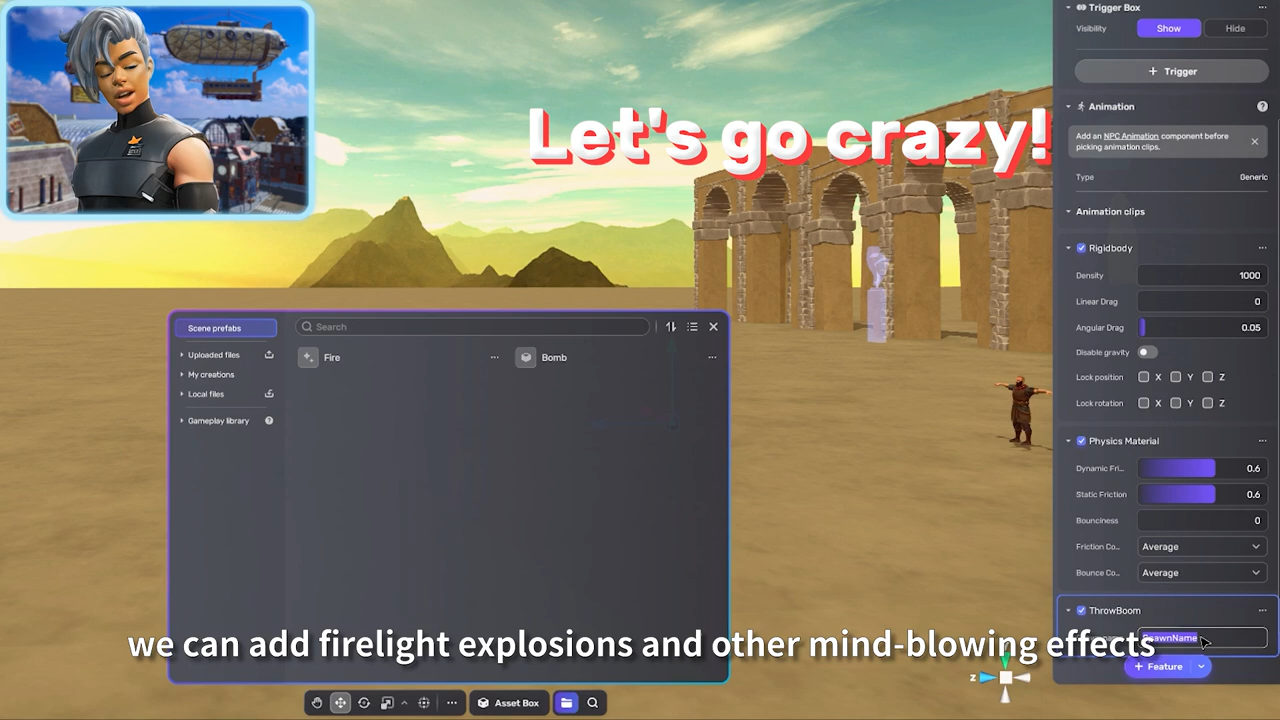 Let's go crazy!
Trigger Box
Visibility
Show
Hide
+ Trigger
Animation
Add an NPC Animation component before
picking animation clips.
Type
Generic
Animation clips
Rigidbody
Density
1000
Linear Drag
0
Angular Drag
0.05
Disable gravity
Lock position
X
Y
Z
Lock rotation
X
Y
Z
Physics Material
Dynamic Fri...
0.6
Static Friction
0.6
Bounciness
0
Friction Co...
Average
Bounce Co...
Average
ThrowBoom
SpawnName
+ Feature
Scene prefabs
Search
Uploaded files
My creations
Local files
Gameplay library
Fire
Bomb
we can add firelight explosions and other mind-blowing effects
z
Asset Box